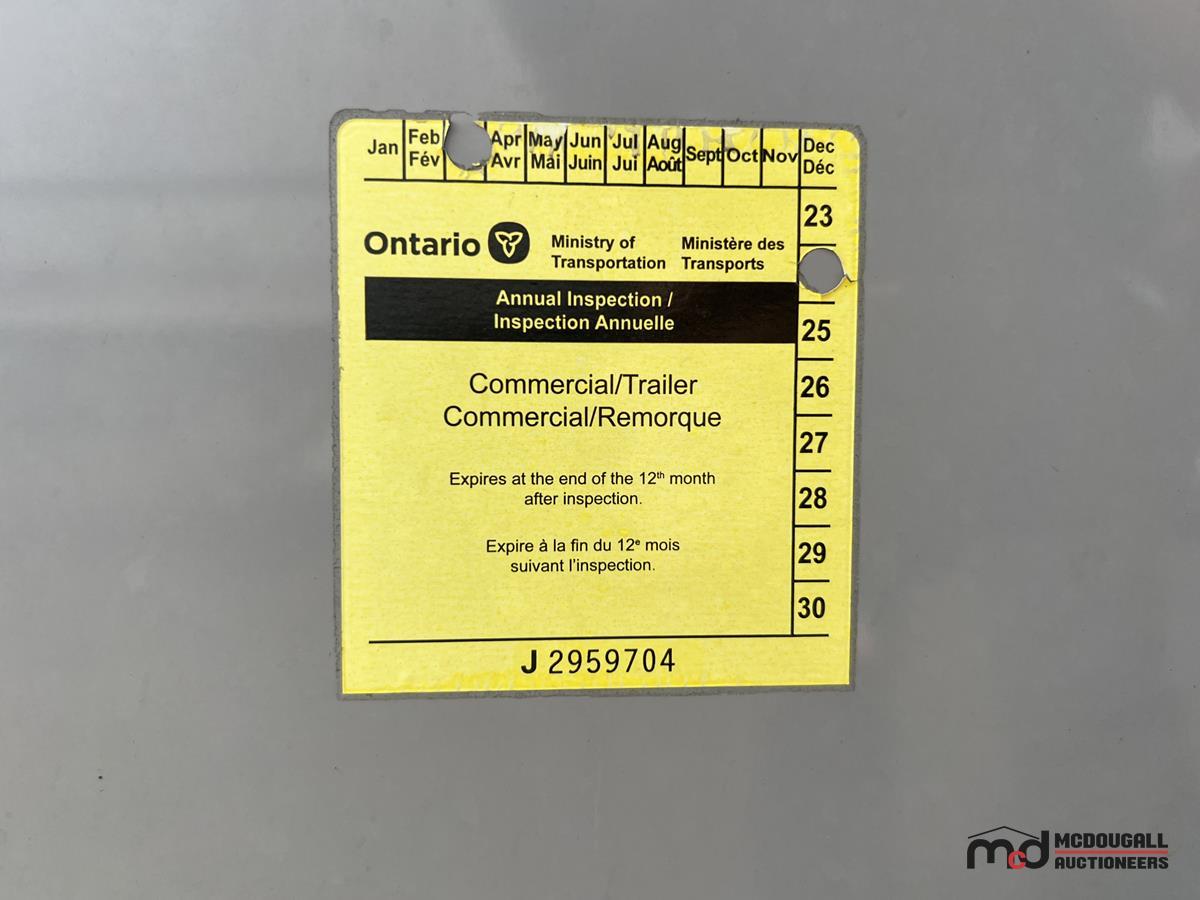 Jan Feb Fév Apr Avr May Mai Jun Juin Jul Jui Aug Août Sept Oct Nov Dec Déc
23
Ontario Ministry of Transportation Ministère des Transports
Annual Inspection /
Inspection Annuelle
25
Commercial/Trailer
Commercial/Remorque
26
27
Expires at the end of the 12th month
after inspection.
28
Expire à la fin du 12e mois
suivant l'inspection.
29
30
J 2959704
mcd MCDOUGALL
AUCTIONEERS